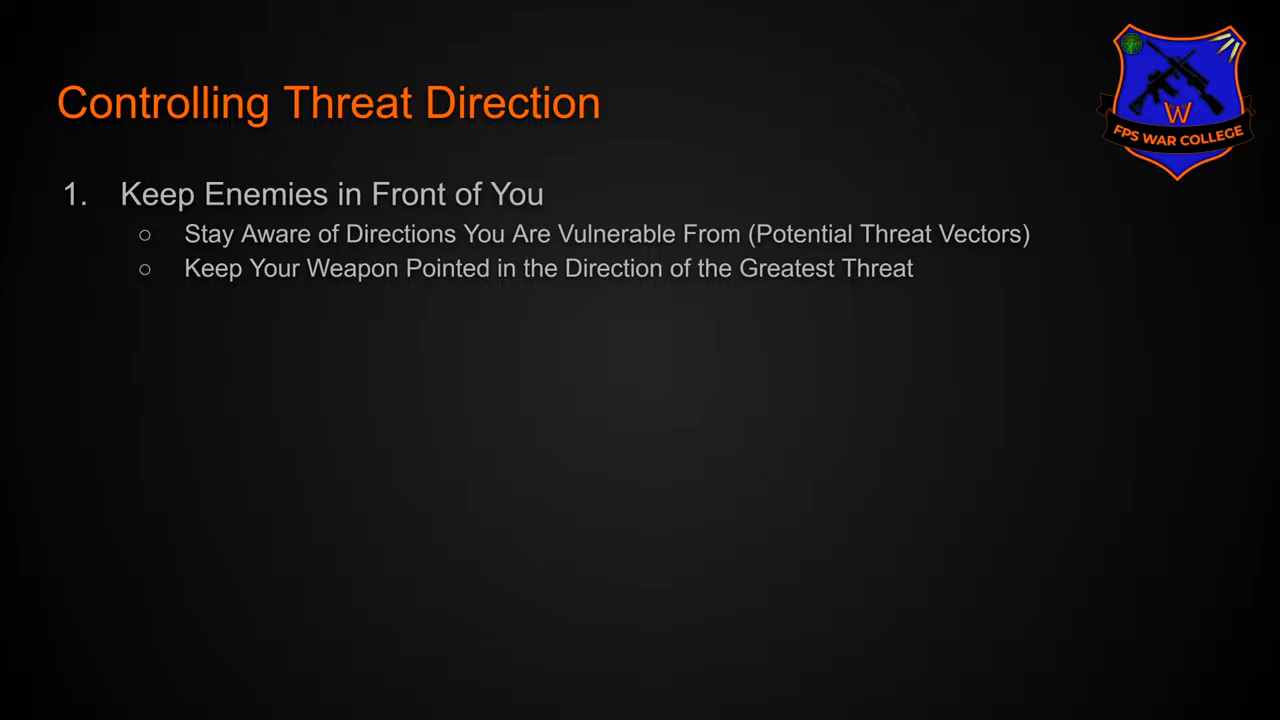 Controlling Threat Direction
W
FPS WAR COLLEGE
1. Keep Enemies in Front of You
○ Stay Aware of Directions You Are Vulnerable From (Potential Threat Vectors)
○ Keep Your Weapon Pointed in the Direction of the Greatest Threat